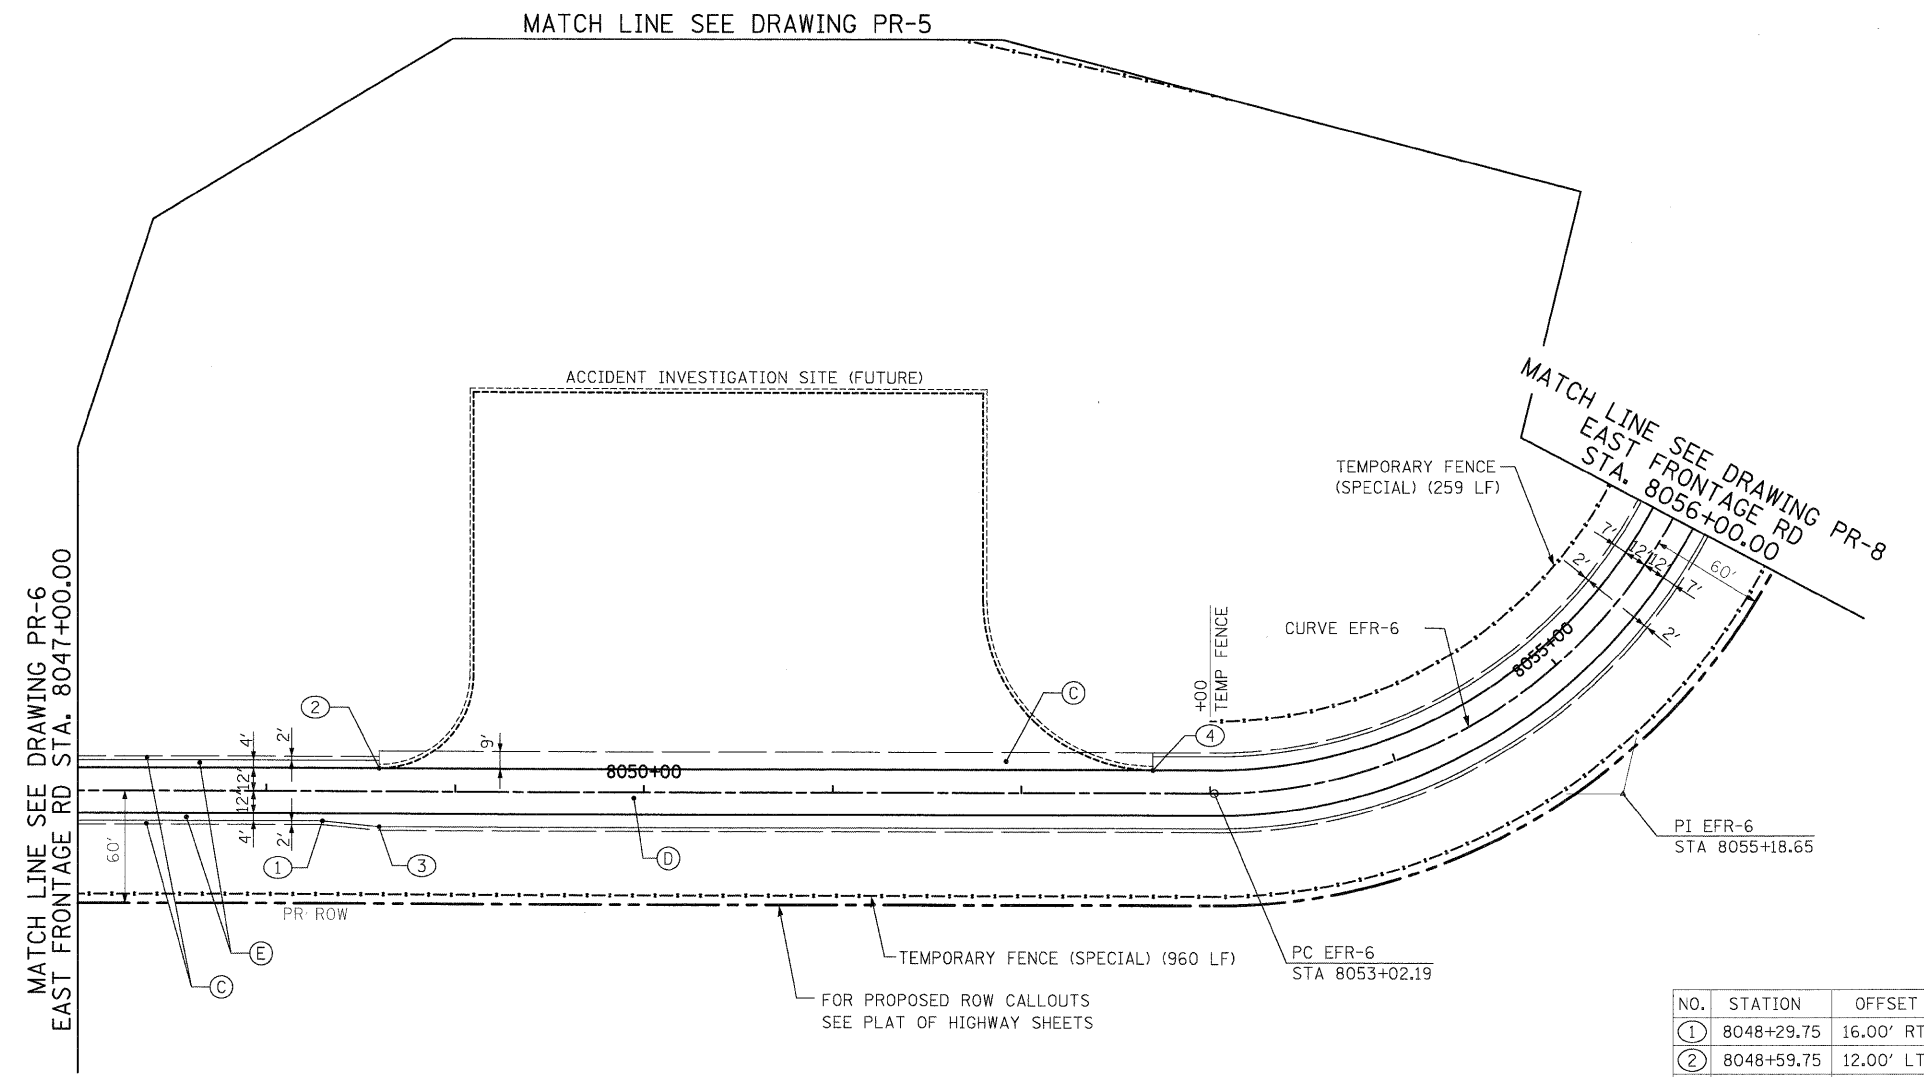 MATCH LINE SEE DRAWING PR-5
ACCIDENT INVESTIGATION SITE (FUTURE)
MATCH LINE SEE DRAWING PR-8
EAST FRONTAGE RD
STA. 8056+00.00
TEMPORARY FENCE
(SPECIAL) (259 LF)
7'
12'
12'
7'
2'
60'
2'
8055+00
CURVE EFR-6
+00
TEMP FENCE
MATCH LINE SEE DRAWING PR-6
EAST FRONTAGE RD STA. 8047+00.00
2
C
4
4'
2'
9'
12'
12'
4'
2'
60'
8050+00
1
3
D
PR ROW
E
C
TEMPORARY FENCE (SPECIAL) (960 LF)
FOR PROPOSED ROW CALLOUTS
SEE PLAT OF HIGHWAY SHEETS
PC EFR-6
STA 8053+02.19
PI EFR-6
STA 8055+18.65
NO. STATION OFFSET
1 8048+29.75 16.00' RT
2 8048+59.75 12.00' LT